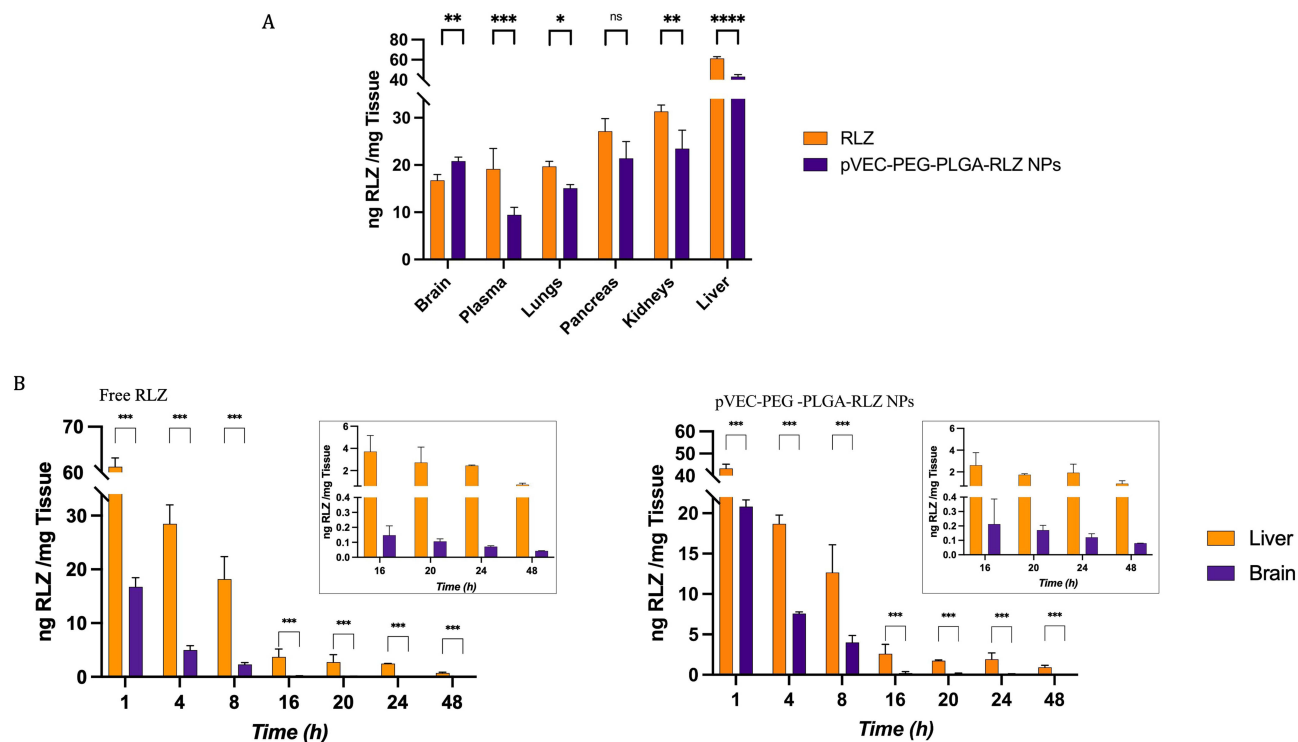 A
** *** * ns ** ****
80
60
40
30
20
10
0
ng RLZ /mg Tissue
Brain Plasma Lungs Pancreas Kidneys Liver
RLZ
pVEC-PEG-PLGA-RLZ NPs
B
Free RLZ
*** *** ***
70
60
30
20
10
0
ng RLZ /mg Tissue
*** *** *** ***
1 4 8 16 20 24 48
Time (h)
6
4
2
0.4
0.3
0.2
0.1
0.0
ng RLZ /mg Tissue
16 20 24 48
Time (h)
pVEC-PEG -PLGA-RLZ NPs
*** *** ***
60
50
40
20
15
10
5
0
ng RLZ /mg Tissue
*** *** *** ***
1 4 8 16 20 24 48
Time (h)
6
4
2
0.4
0.3
0.2
0.1
0.0
ng RLZ /mg Tissue
16 20 24 48
Time (h)
Liver
Brain